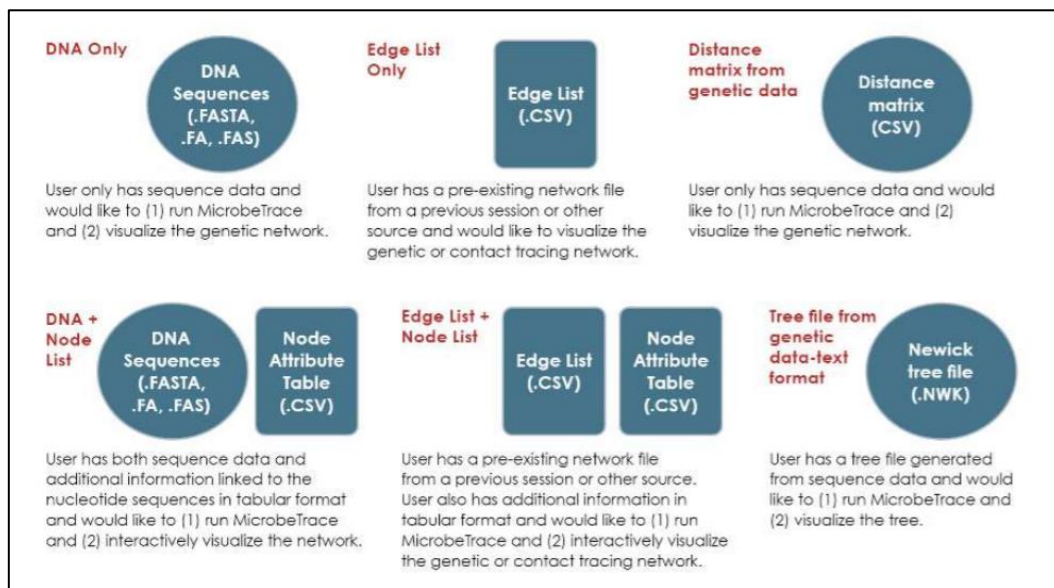 DNA Only
DNA
Sequences
(.FASTA,
.FA, .FAS)
User only has sequence data and
would like to (1) run MicrobeTrace
and (2) visualize the genetic network.
Edge List
Only
Edge List
(.CSV)
User has a pre-existing network file
from a previous session or other
source and would like to visualize the
genetic or contact tracing network.
Distance
matrix from
genetic data
Distance
matrix
(CSV)
User only has sequence data and would
like to (1) run MicrobeTrace and (2)
visualize the genetic network.
DNA +
Node
List
DNA
Sequences
(.FASTA,
.FA, .FAS)
Node
Attribute
Table
(.CSV)
User has both sequence data and
additional information linked to the
nucleotide sequences in tabular format
and would like to (1) run MicrobeTrace
and (2) interactively visualize the network.
Edge List +
Node List
Edge List
(.CSV)
Node
Attribute
Table
(.CSV)
User has a pre-existing network file
from a previous session or other source.
User also has additional information in
tabular format and would like to (1) run
MicrobeTrace and (2) interactively visualize
the genetic or contact tracing network.
Tree file from
genetic
data-text
format
Newick
tree file
(.NWK)
User has a tree file generated
from sequence data and would
like to (1) run MicrobeTrace and
(2) visualize the tree.